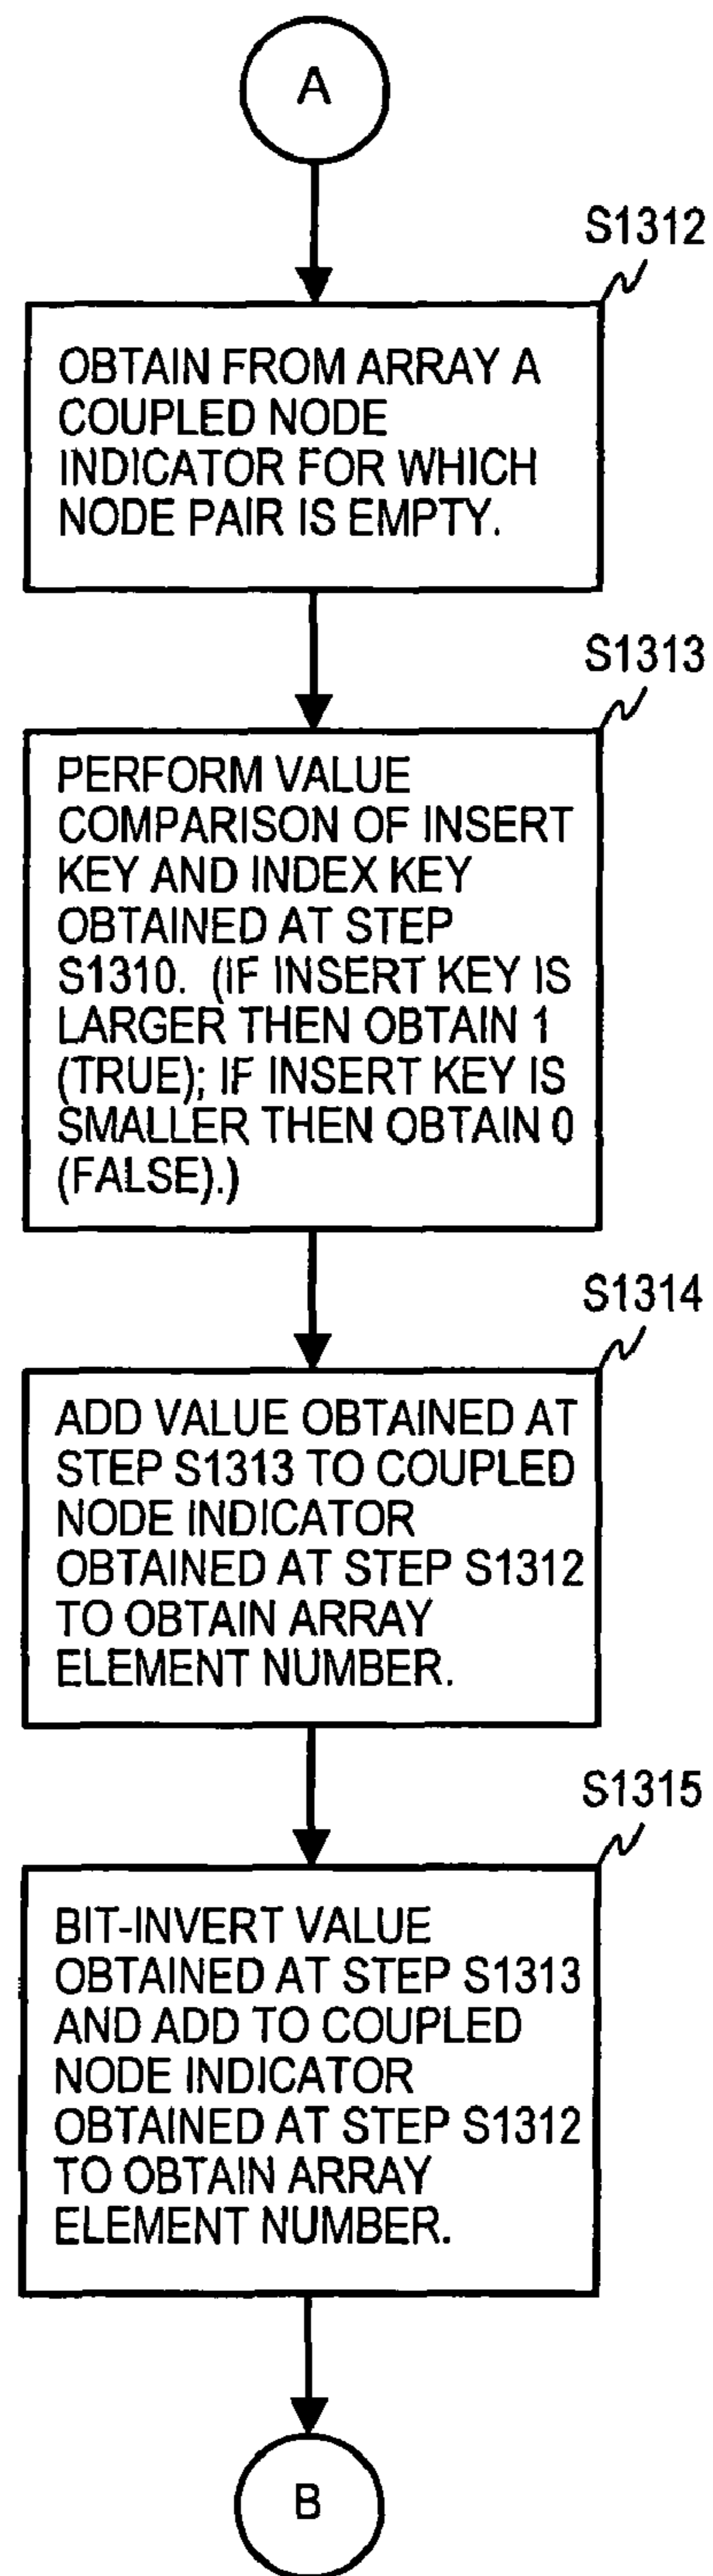 A
S1312
OBTAIN FROM ARRAY A
COUPLED NODE
INDICATOR FOR WHICH
NODE PAIR IS EMPTY.
S1313
PERFORM VALUE
COMPARISON OF INSERT
KEY AND INDEX KEY
OBTAINED AT STEP
S1310. (IF INSERT KEY IS
LARGER THEN OBTAIN 1
(TRUE); IF INSERT KEY IS
SMALLER THEN OBTAIN 0
(FALSE).)
S1314
ADD VALUE OBTAINED AT
STEP S1313 TO COUPLED
NODE INDICATOR
OBTAINED AT STEP S1312
TO OBTAIN ARRAY
ELEMENT NUMBER.
S1315
BIT-INVERT VALUE
OBTAINED AT STEP S1313
AND ADD TO COUPLED
NODE INDICATOR
OBTAINED AT STEP S1312
TO OBTAIN ARRAY
ELEMENT NUMBER.
B